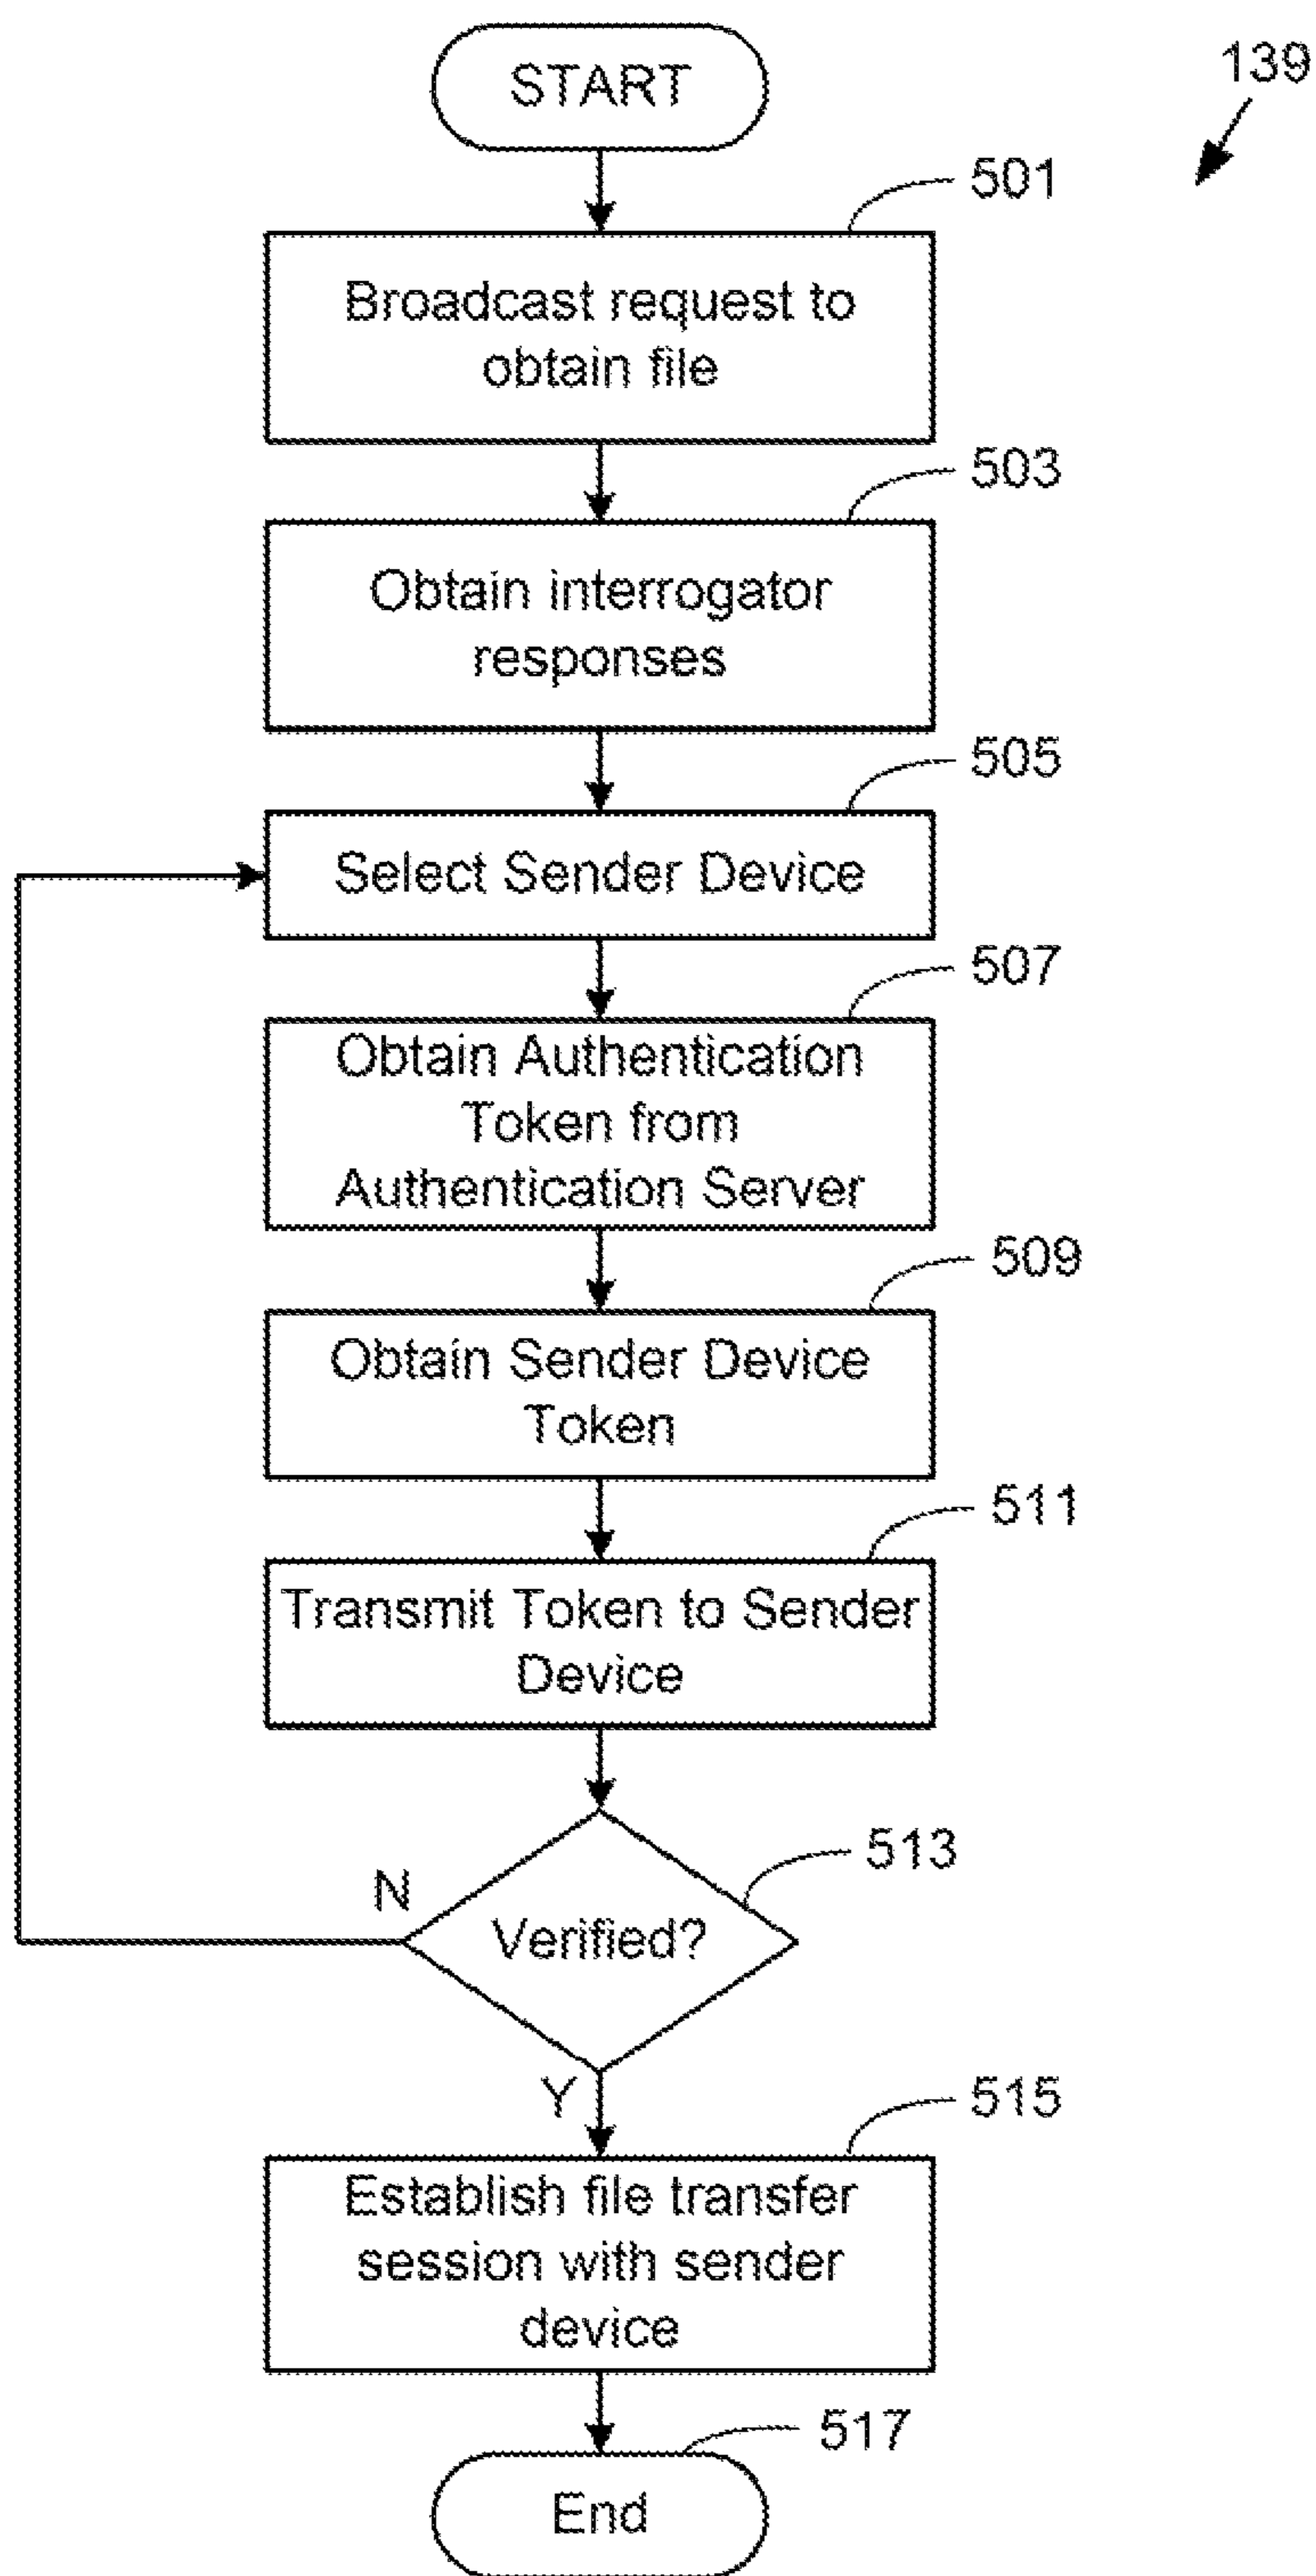 START
139
501
Broadcast request to
obtain file
503
Obtain interrogator
responses
505
Select Sender Device
507
Obtain Authentication
Token from
Authentication Server
509
Obtain Sender Device
Token
511
Transmit Token to Sender
Device
513
N
Verified?
Y
515
Establish file transfer
session with sender
device
517
End